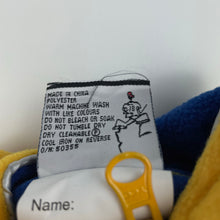 MADE IN CHINA
POLYESTER
WARM MACHINE WASH
WITH LIKE COLOURS
DO NOT BLEACH OR SOAK
DO NOT TUMBLE DRY
DRY CLEANABLE Ⓟ
COOL IRON ON REVERSE
O/N: 50355
Name: